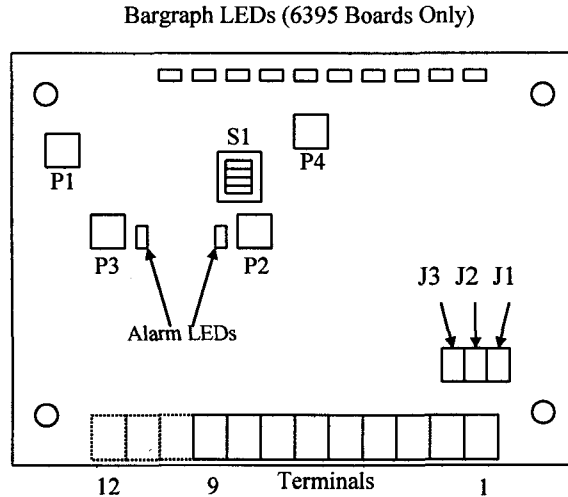 Bargraph LEDs (6395 Boards Only)
S1
P4
P1
P3
P2
J3 J2 J1
Alarm LEDs
12 9 Terminals 1